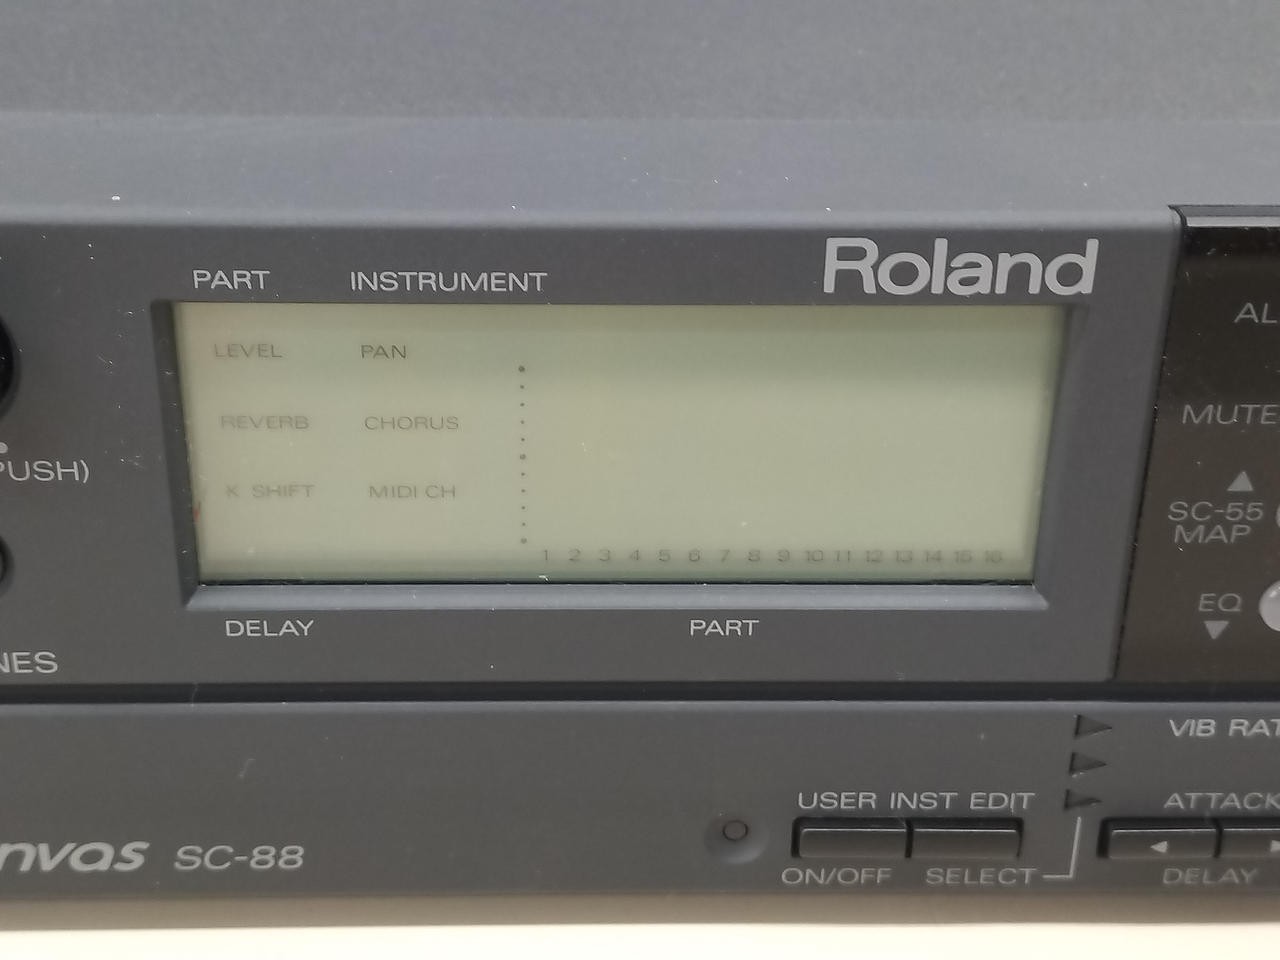 Roland
PART INSTRUMENT
LEVEL PAN
REVERB CHORUS
K SHIFT MIDI CH
1 2 3 4 5 6 7 8 9 10 11 12 13 14 15 16
DELAY PART
PUSH)
NES
AL
MUTE
SC-55
MAP
EQ
VIB RAT
USER INST EDIT
ATTACK
ON/OFF SELECT
DELAY
nvas SC-88